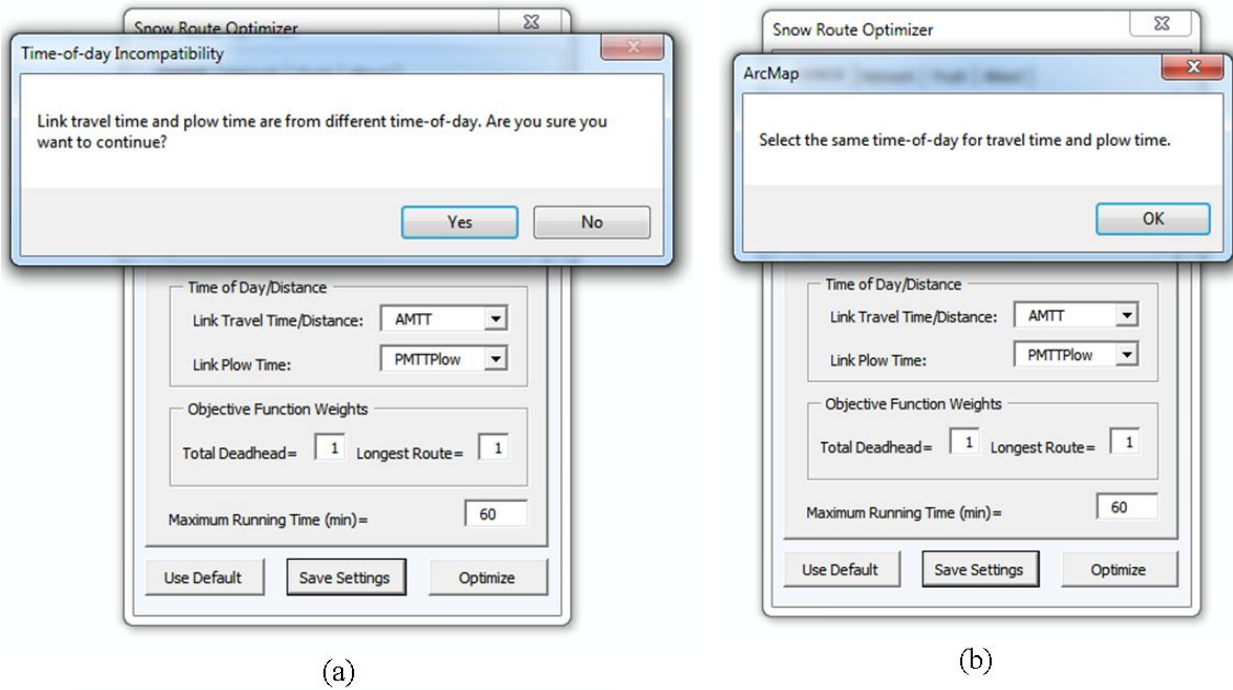 Snow Route Optimizer
Time-of-day Incompatibility
Link travel time and plow time are from different time-of-day. Are you sure you
want to continue?
Yes No
Time of Day/Distance
Link Travel Time/Distance: AMTT
Link Plow Time: PMTTPlow
Objective Function Weights
Total Deadhead= 1 Longest Route= 1
Maximum Running Time (min)= 60
Use Default Save Settings Optimize
(a)
Snow Route Optimizer
ArcMap
Select the same time-of-day for travel time and plow time.
OK
Time of Day/Distance
Link Travel Time/Distance: AMTT
Link Plow Time: PMTTPlow
Objective Function Weights
Total Deadhead= 1 Longest Route= 1
Maximum Running Time (min)= 60
Use Default Save Settings Optimize
(b)